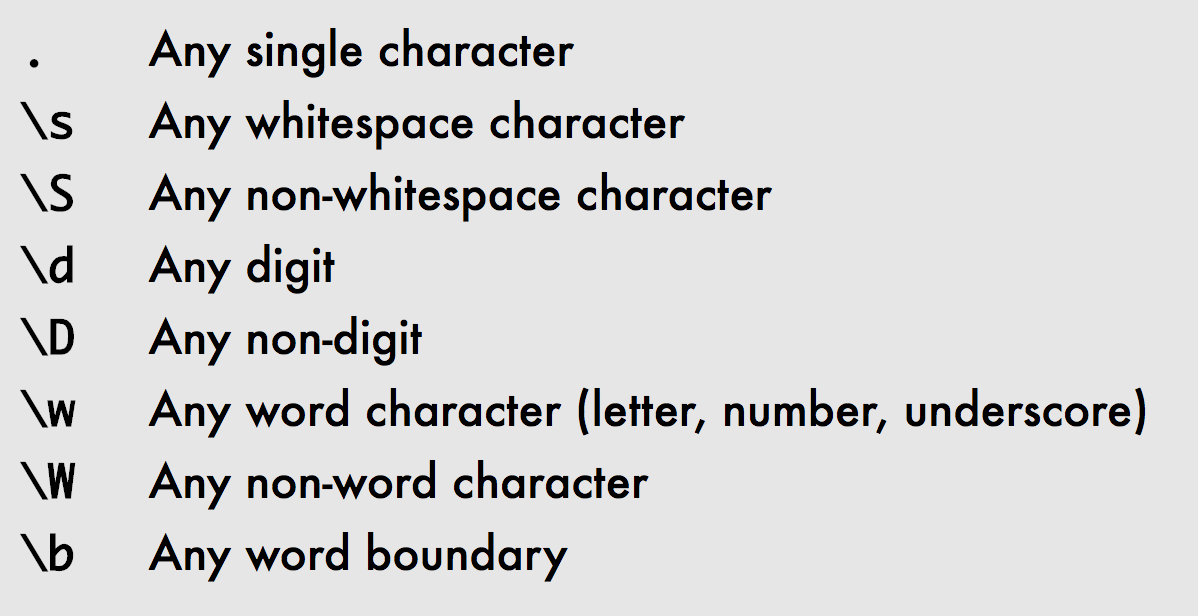 . Any single character
\s Any whitespace character
\S Any non-whitespace character
\d Any digit
\D Any non-digit
\w Any word character (letter, number, underscore)
\W Any non-word character
\b Any word boundary